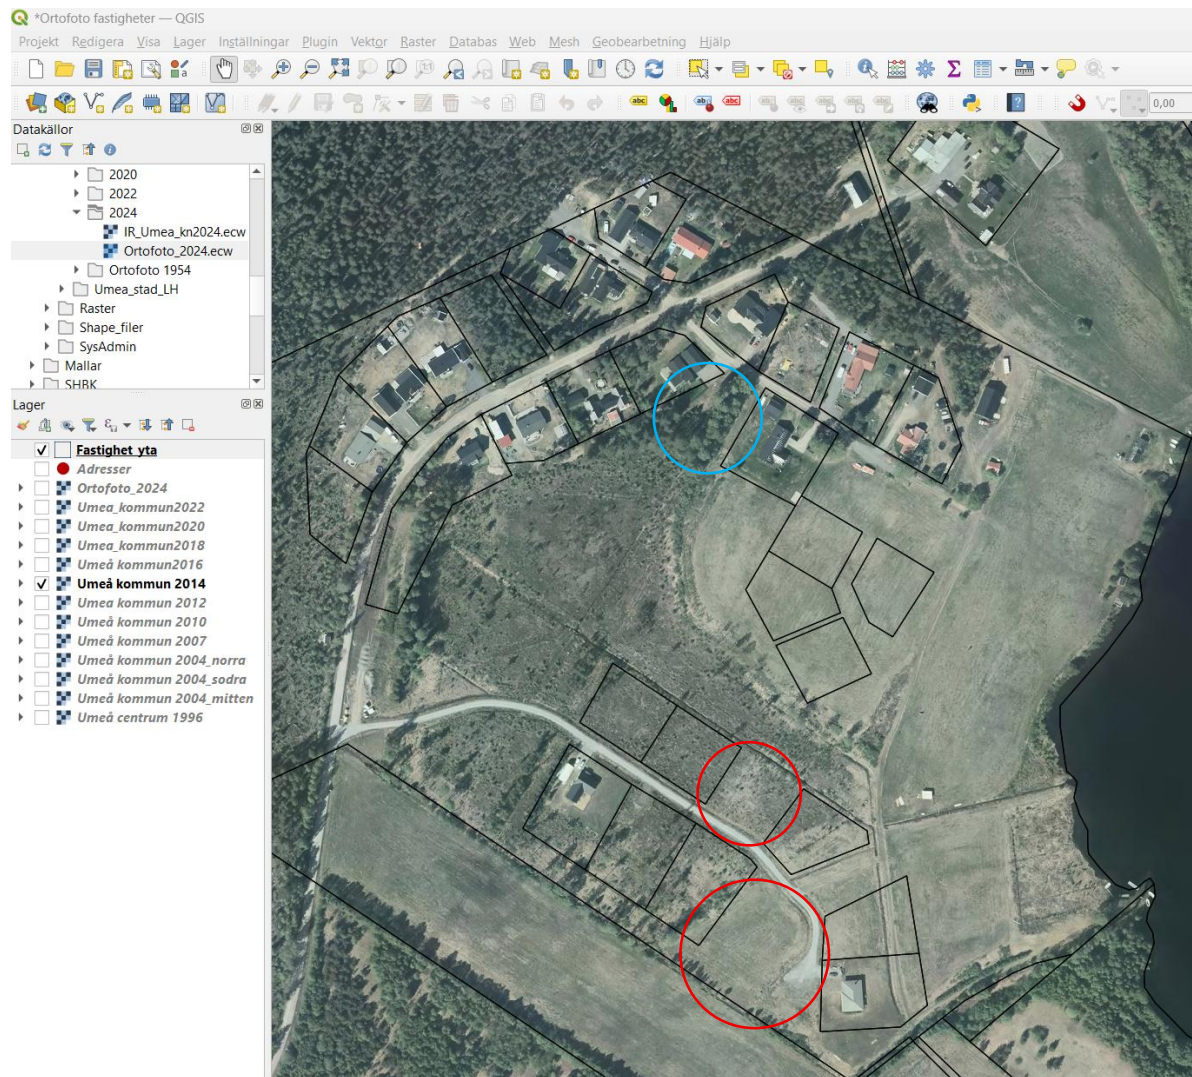 *Ortofoto fastigheter — QGIS
Projekt Redigera Visa Lager Inställningar Plugin Vektor Raster Databas Web Mesh Geobearbetning Hjälp
abc abc abc
0,00
Datakällor
2020
2022
2024
IR_Umea_kn2024.ecw
Ortofoto_2024.ecw
Ortofoto 1954
Umea_stad_LH
Raster
Shape_filer
SysAdmin
Mallar
SHBK
Lager
Fastighet_yta
Adresser
Ortofoto_2024
Umea_kommun2022
Umea_kommun2020
Umea_kommun2018
Umeå kommun2016
Umeå kommun 2014
Umea kommun 2012
Umeå kommun 2010
Umeå kommun 2007
Umeå kommun 2004_norra
Umeå kommun 2004_sodra
Umeå kommun 2004_mitten
Umeå centrum 1996